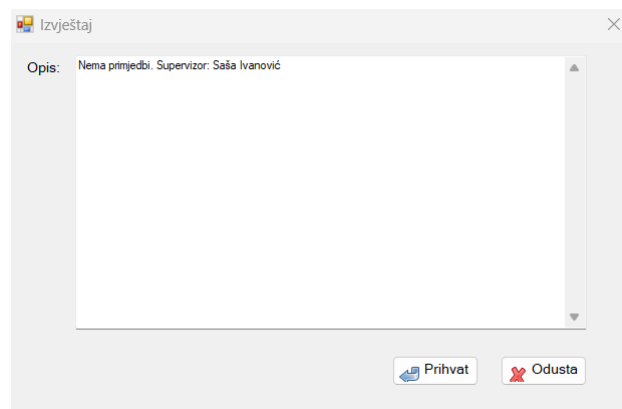 Izvještaj
Opis:
Nema primjedbi. Supervizor: Saša Ivanović
Prihvat
Odusta